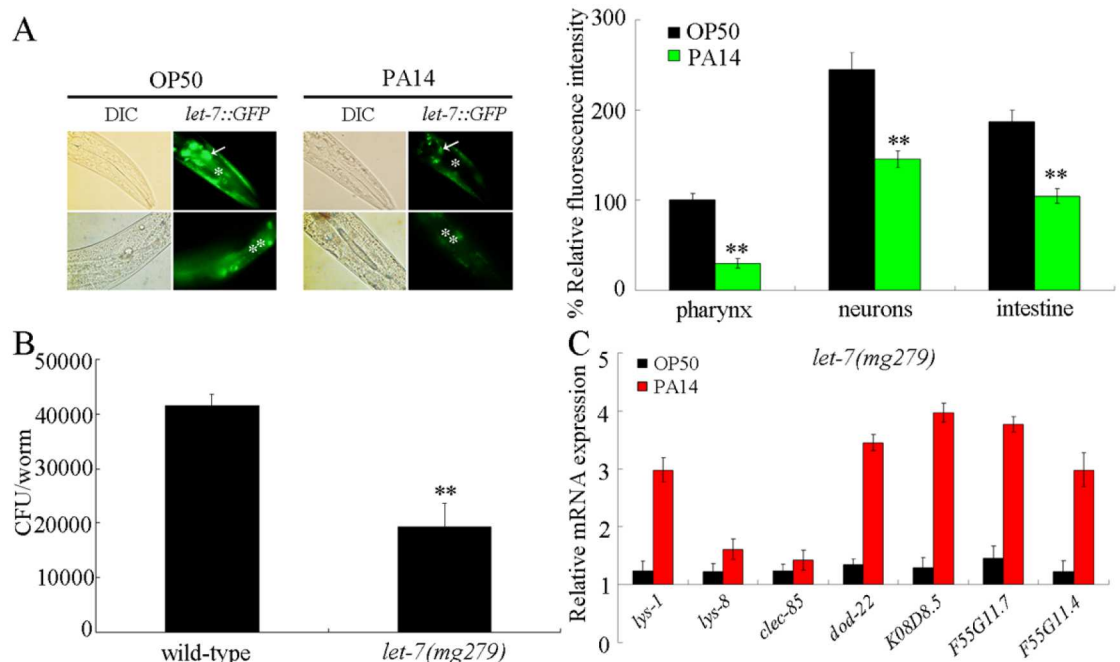 A
OP50
PA14
DIC
let-7::GFP
DIC
let-7::GFP
*
*
**
**
% Relative fluorescence intensity
300
200
100
0
OP50
PA14
**
**
**
pharynx
neurons
intestine
B
CFU/worm
50000
40000
30000
20000
10000
0
**
wild-type
let-7(mg279)
C
Relative mRNA expression
5
4
3
2
1
let-7(mg279)
OP50
PA14
lys-1
lys-8
clec-85
dod-22
K08D8.5
F55G11.7
F55G11.4